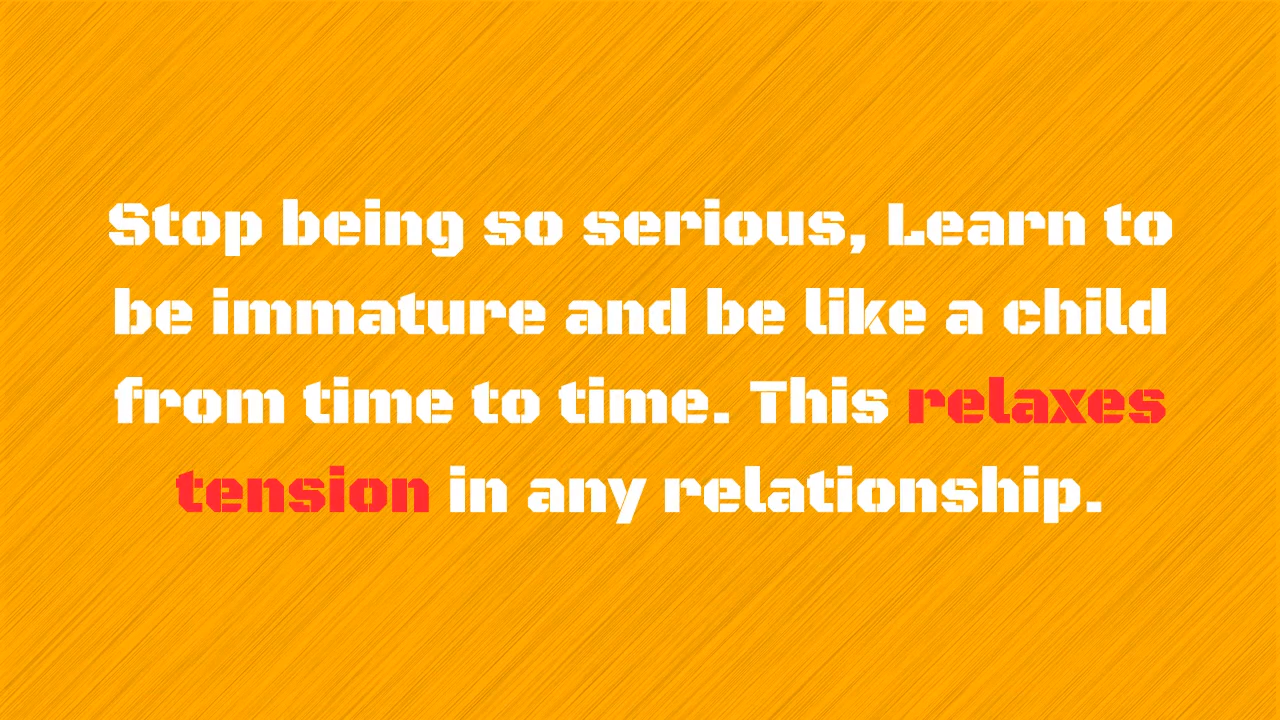 Stop being so serious, Learn to
be immature and be like a child
from time to time. This relaxes
tension in any relationship.